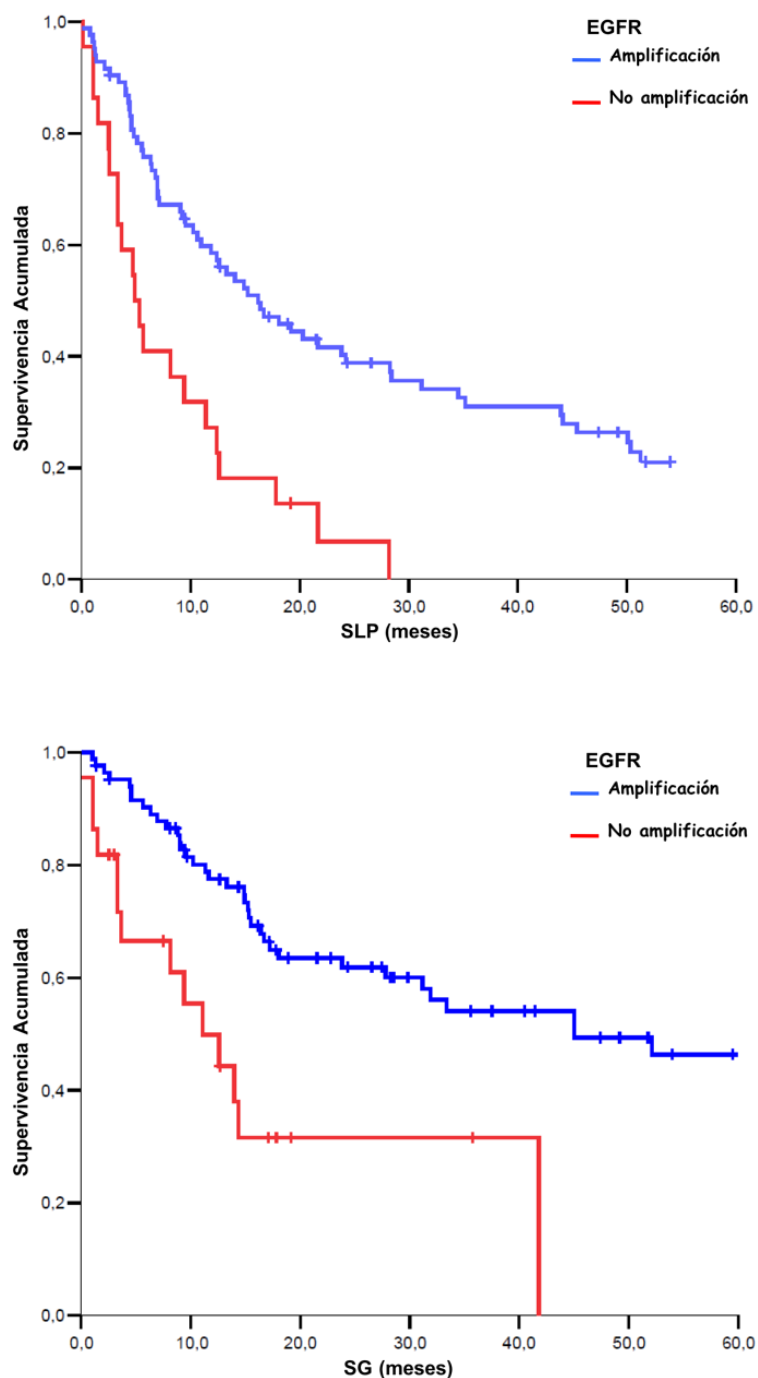 EGFR
Amplificación
No amplificación
Supervivencia Acumulada
1,0
0,8
0,6
0,4
0,2
0,0
0,0 10,0 20,0 30,0 40,0 50,0 60,0
SLP (meses)
EGFR
Amplificación
No amplificación
Supervivencia Acumulada
1,0
0,8
0,6
0,4
0,2
0,0
0,0 10,0 20,0 30,0 40,0 50,0 60,0
SG (meses)